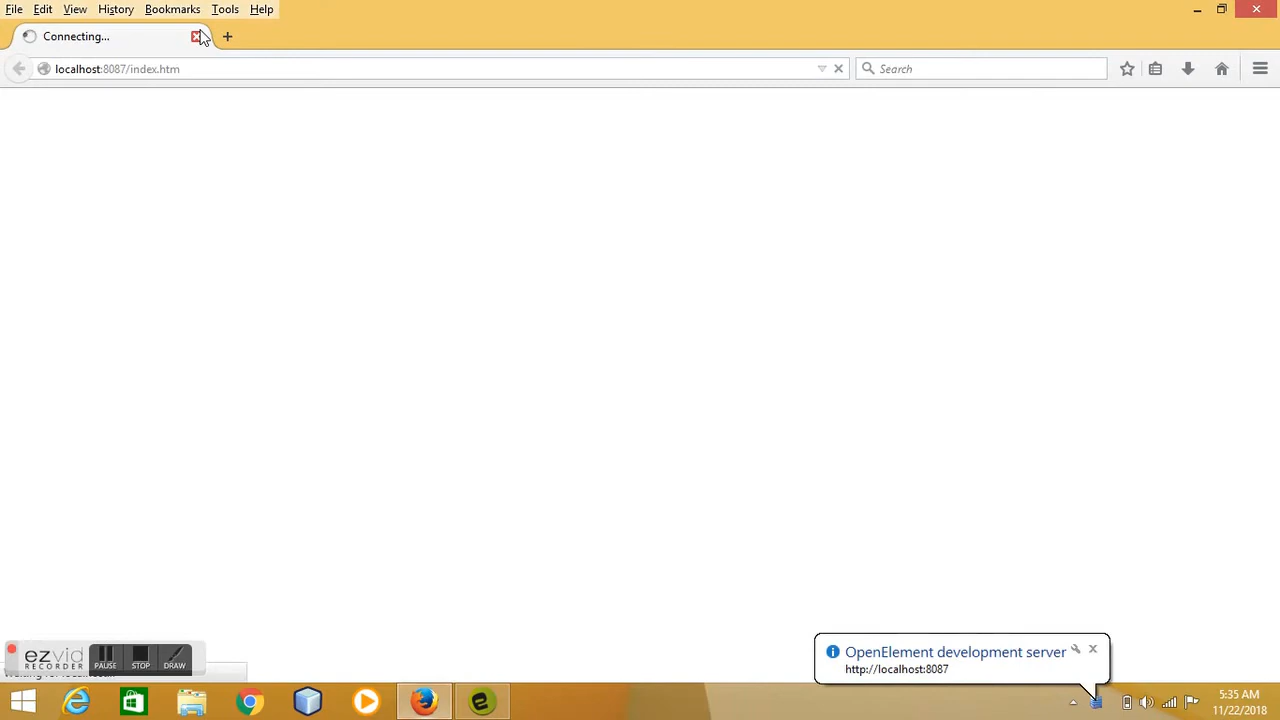 File Edit View History Bookmarks Tools Help
Connecting...
localhost:8087/index.htm
Search
ezvid
RECORDER
PAUSE STOP DRAW
OpenElement development server
http://localhost:8087
5:35 AM
11/22/2018